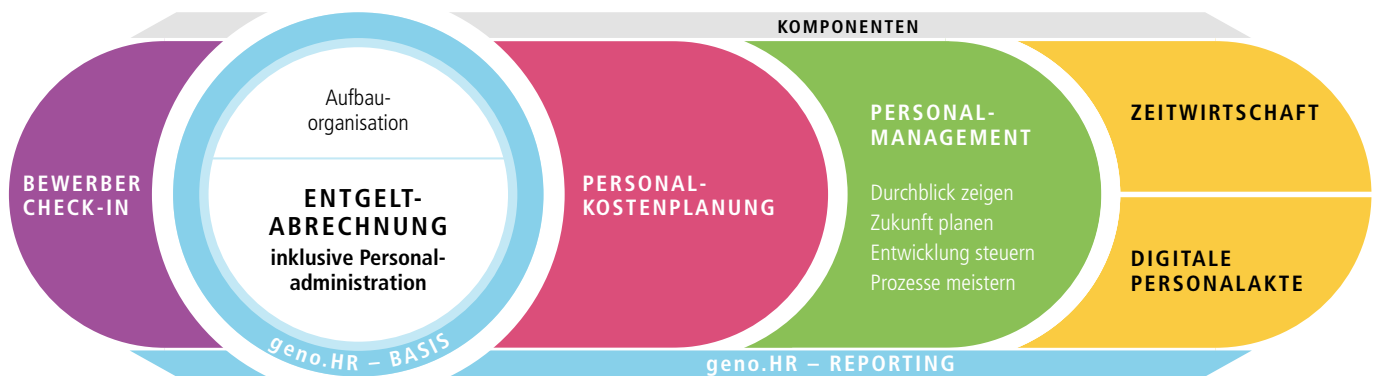 KOMPONENTEN
BEWERBER
CHECK-IN
Aufbau-
organisation
ENTGELT-
ABRECHNUNG
inklusive Personal-
administration
geno.HR – BASIS
PERSONAL-
KOSTENPLANUNG
PERSONAL-
MANAGEMENT
Durchblick zeigen
Zukunft planen
Entwicklung steuern
Prozesse meistern
ZEITWIRTSCHAFT
DIGITALE
PERSONALAKTE
geno.HR – REPORTING